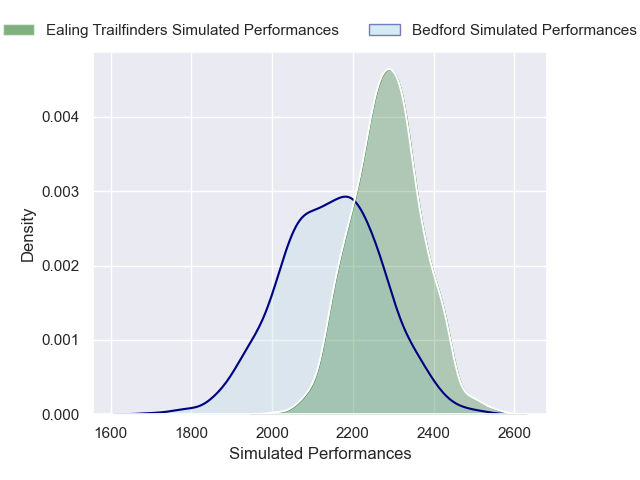 Ealing Trailfinders Simulated Performances Bedford Simulated Performances
0.004
0.003
0.002
0.001
0.000
Density
1600 1800 2000 2200 2400 2600
Simulated Performances